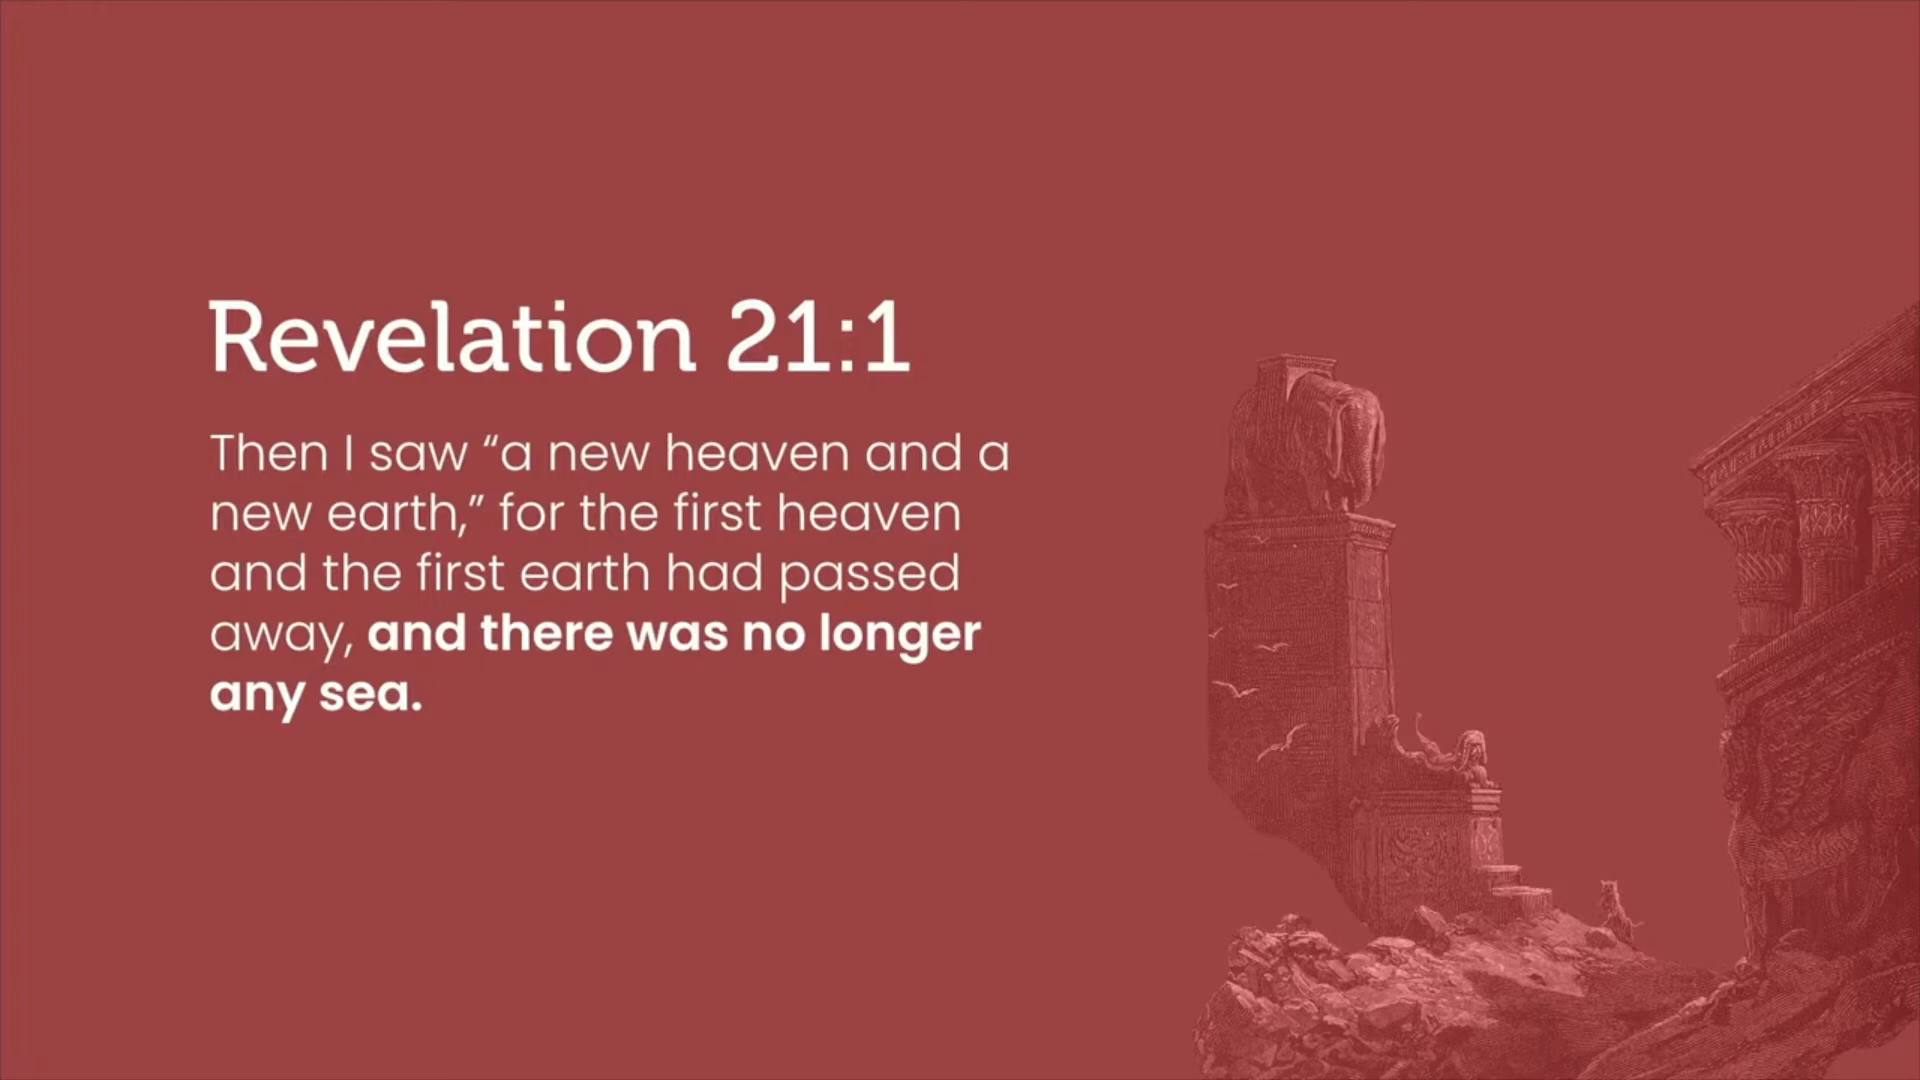 Revelation 21:1
Then I saw “a new heaven and a
new earth,” for the first heaven
and the first earth had passed
away, and there was no longer
any sea.